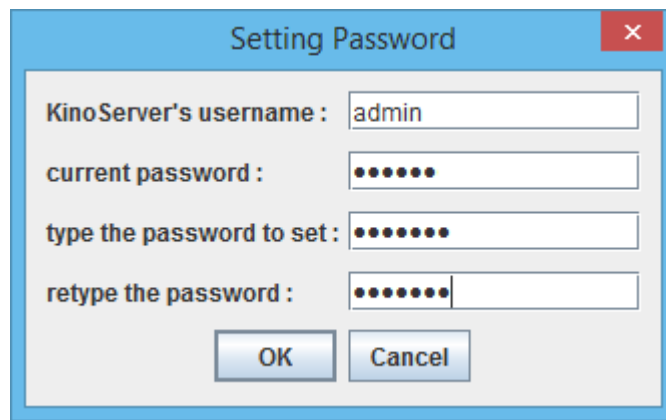 Setting Password
KinoServer's username : admin
current password : ••••••
type the password to set : •••••••
retype the password : •••••••
OK Cancel